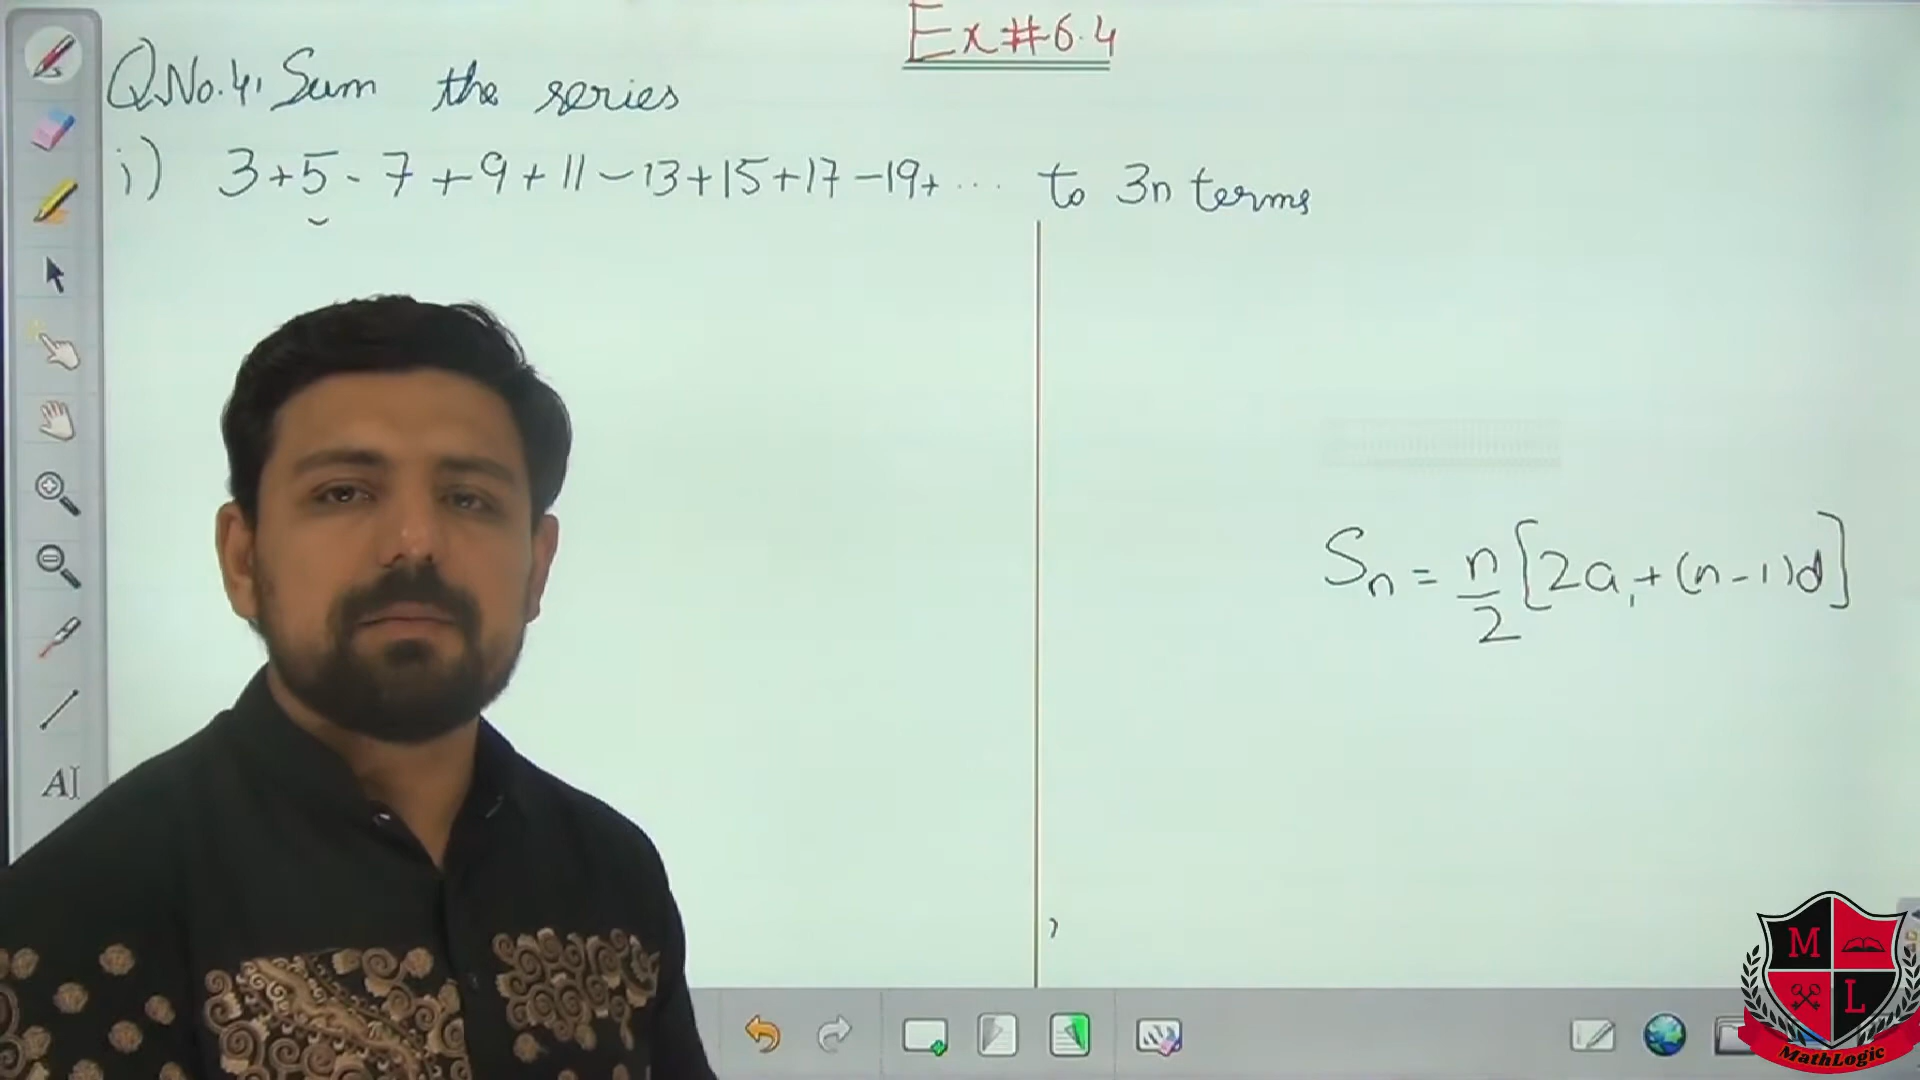 Ex#6.4
Q.No.4, Sum the series
i) 3+5-7+9+11-13+15+17-19+... to 3n terms
Sn = n/2 [2a1+(n-1)d]
AI
M
L
MathLogic